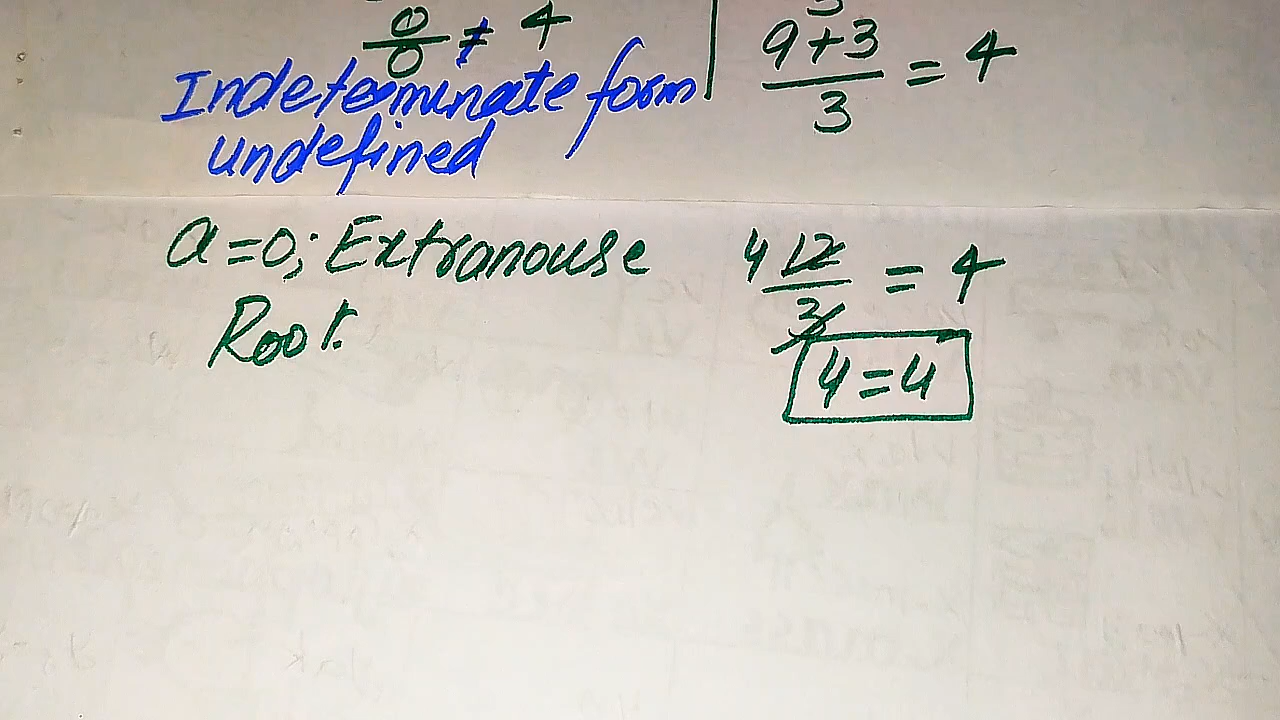 0/0 ≠ 4
Indeterminate form
undefined
a=0; Extranouse
Root.
9+3/3 = 4
4 12/3 = 4
4=4